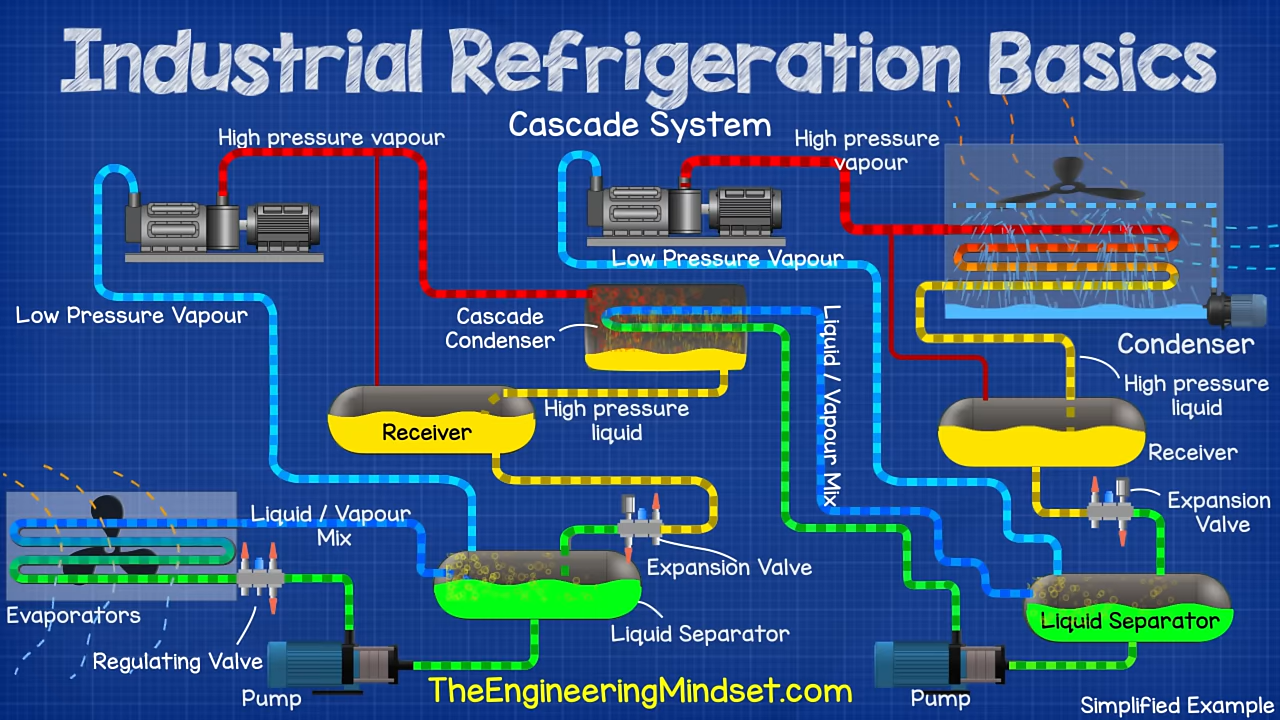 Industrial Refrigeration Basics
Cascade System
High pressure vapour
High pressure
vapour
Low Pressure Vapour
Low Pressure Vapour
Cascade
Condenser
Liquid / Vapour Mix
Condenser
High pressure
liquid
High pressure
liquid
Receiver
Receiver
Expansion
Valve
Liquid / Vapour
Mix
Expansion Valve
Evaporators
Liquid Separator
Liquid Separator
Regulating Valve
Pump
Pump
TheEngineeringMindset.com
Simplified Example